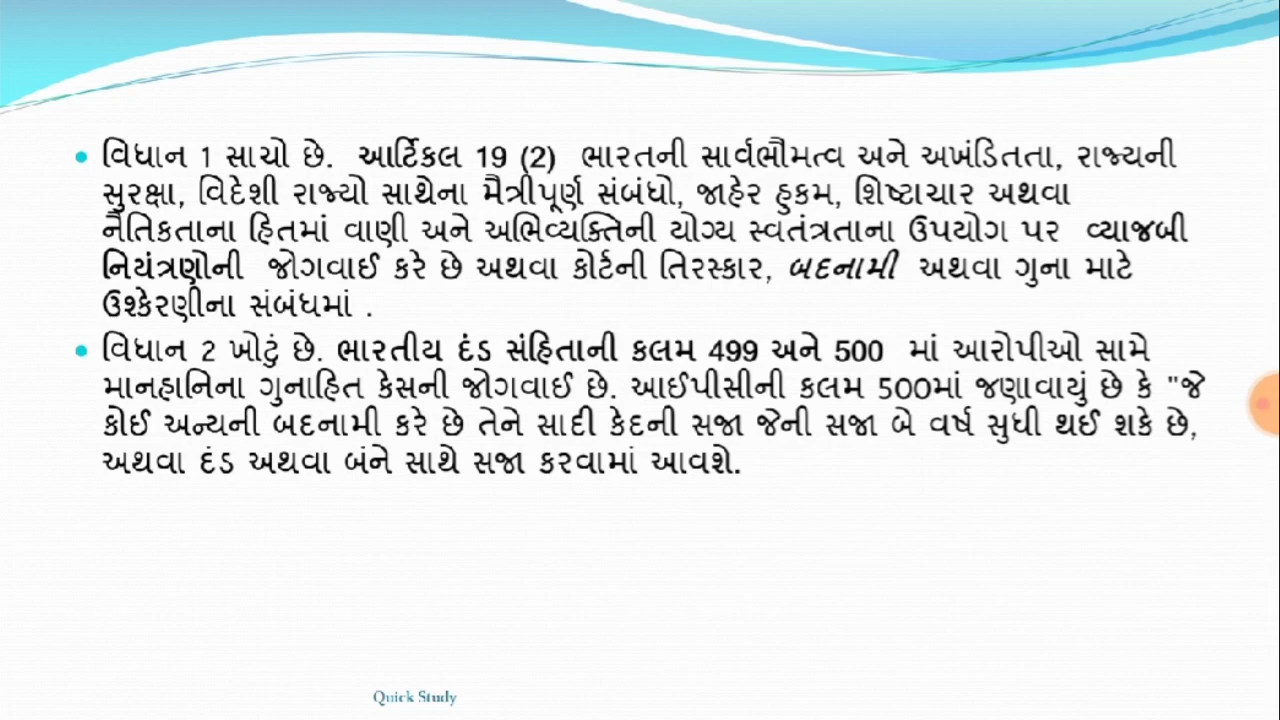 • વિધાન 1 સાચો છે. આર્ટિકલ 19 (2) ભારતની સાર્વભૌમત્વ અને અખંડિતતા, રાજ્યની
સુરક્ષા, વિદેશી રાજ્યો સાથેના મૈત્રીપૂર્ણ સંબંધો, જાહેર હુકમ, શિષ્ટાચાર અથવા
નૈતિકતાના હિતમાં વાણી અને અભિવ્યક્તિની યોગ્ય સ્વતંત્રતાના ઉપયોગ પર વ્યાજબી
નિયંત્રણોની જોગવાઈ કરે છે અથવા કોર્ટની તિરસ્કાર, બદનામી અથવા ગુના માટે
ઉશ્કેરણીના સંબંધમાં .
• વિધાન 2 ખોટું છે. ભારતીય દંડ સંહિતાની કલમ 499 અને 500 માં આરોપીઓ સામે
માનહાનિના ગુનાહિત કેસની જોગવાઈ છે. આઈપીસીની કલમ 500માં જણાવાયું છે કે "જે
કોઈ અન્યની બદનામી કરે છે તેને સાદી કેદની સજા જેની સજા બે વર્ષ સુધી થઈ શકે છે,
અથવા દંડ અથવા બંને સાથે સજા કરવામાં આવશે.
Quick Study